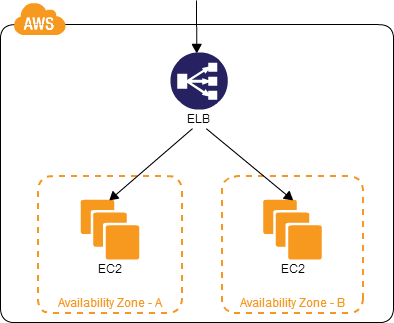 AWS
ELB
EC2
EC2
Availability Zone - A
Availability Zone - B